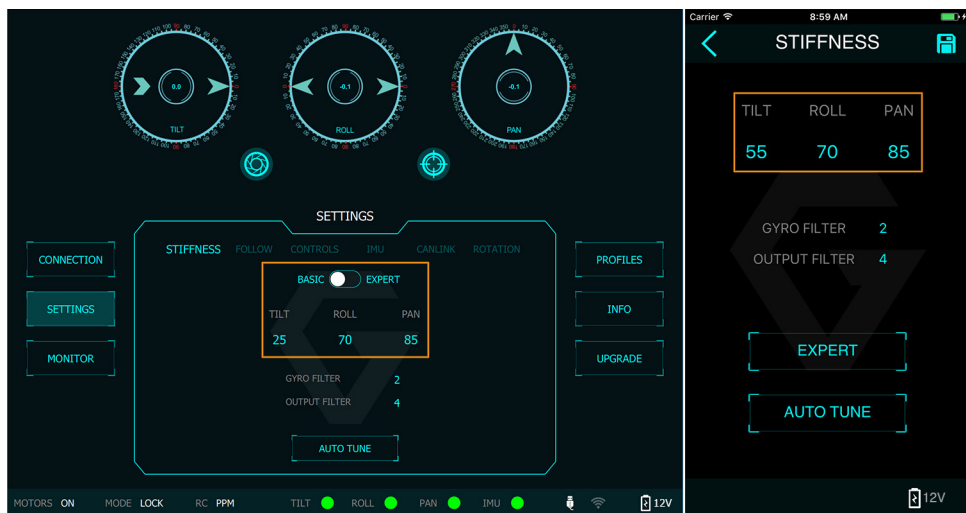 0.0
TILT
-0.1
ROLL
-0.1
PAN
SETTINGS
STIFFNESS FOLLOW CONTROLS IMU CANLINK ROTATION
CONNECTION
SETTINGS
MONITOR
BASIC EXPERT
TILT ROLL PAN
25 70 85
GYRO FILTER 2
OUTPUT FILTER 4
AUTO TUNE
PROFILES
INFO
UPGRADE
MOTORS ON MODE LOCK RC PPM TILT ROLL PAN IMU 12V
Carrier 8:59 AM
STIFFNESS
TILT ROLL PAN
55 70 85
GYRO FILTER 2
OUTPUT FILTER 4
EXPERT
AUTO TUNE
12V